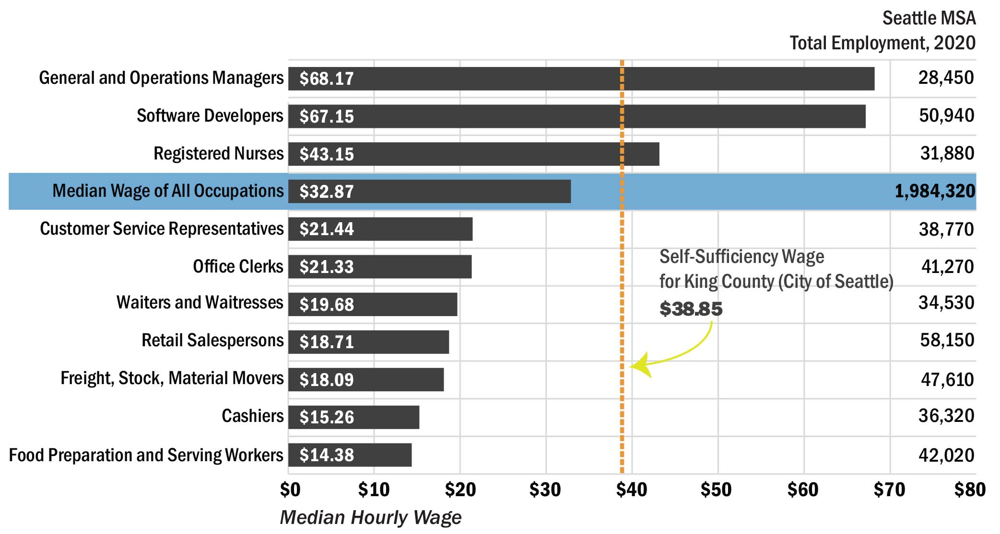 Seattle MSA
Total Employment, 2020
General and Operations Managers $68.17 28,450
Software Developers $67.15 50,940
Registered Nurses $43.15 31,880
Median Wage of All Occupations $32.87 1,984,320
Customer Service Representatives $21.44 38,770
Office Clerks $21.33 41,270
Self-Sufficiency Wage
for King County (City of Seattle)
$38.85
Waiters and Waitresses $19.68 34,530
Retail Salespersons $18.71 58,150
Freight, Stock, Material Movers $18.09 47,610
Cashiers $15.26 36,320
Food Preparation and Serving Workers $14.38 42,020
$0 $10 $20 $30 $40 $50 $60 $70 $80
Median Hourly Wage